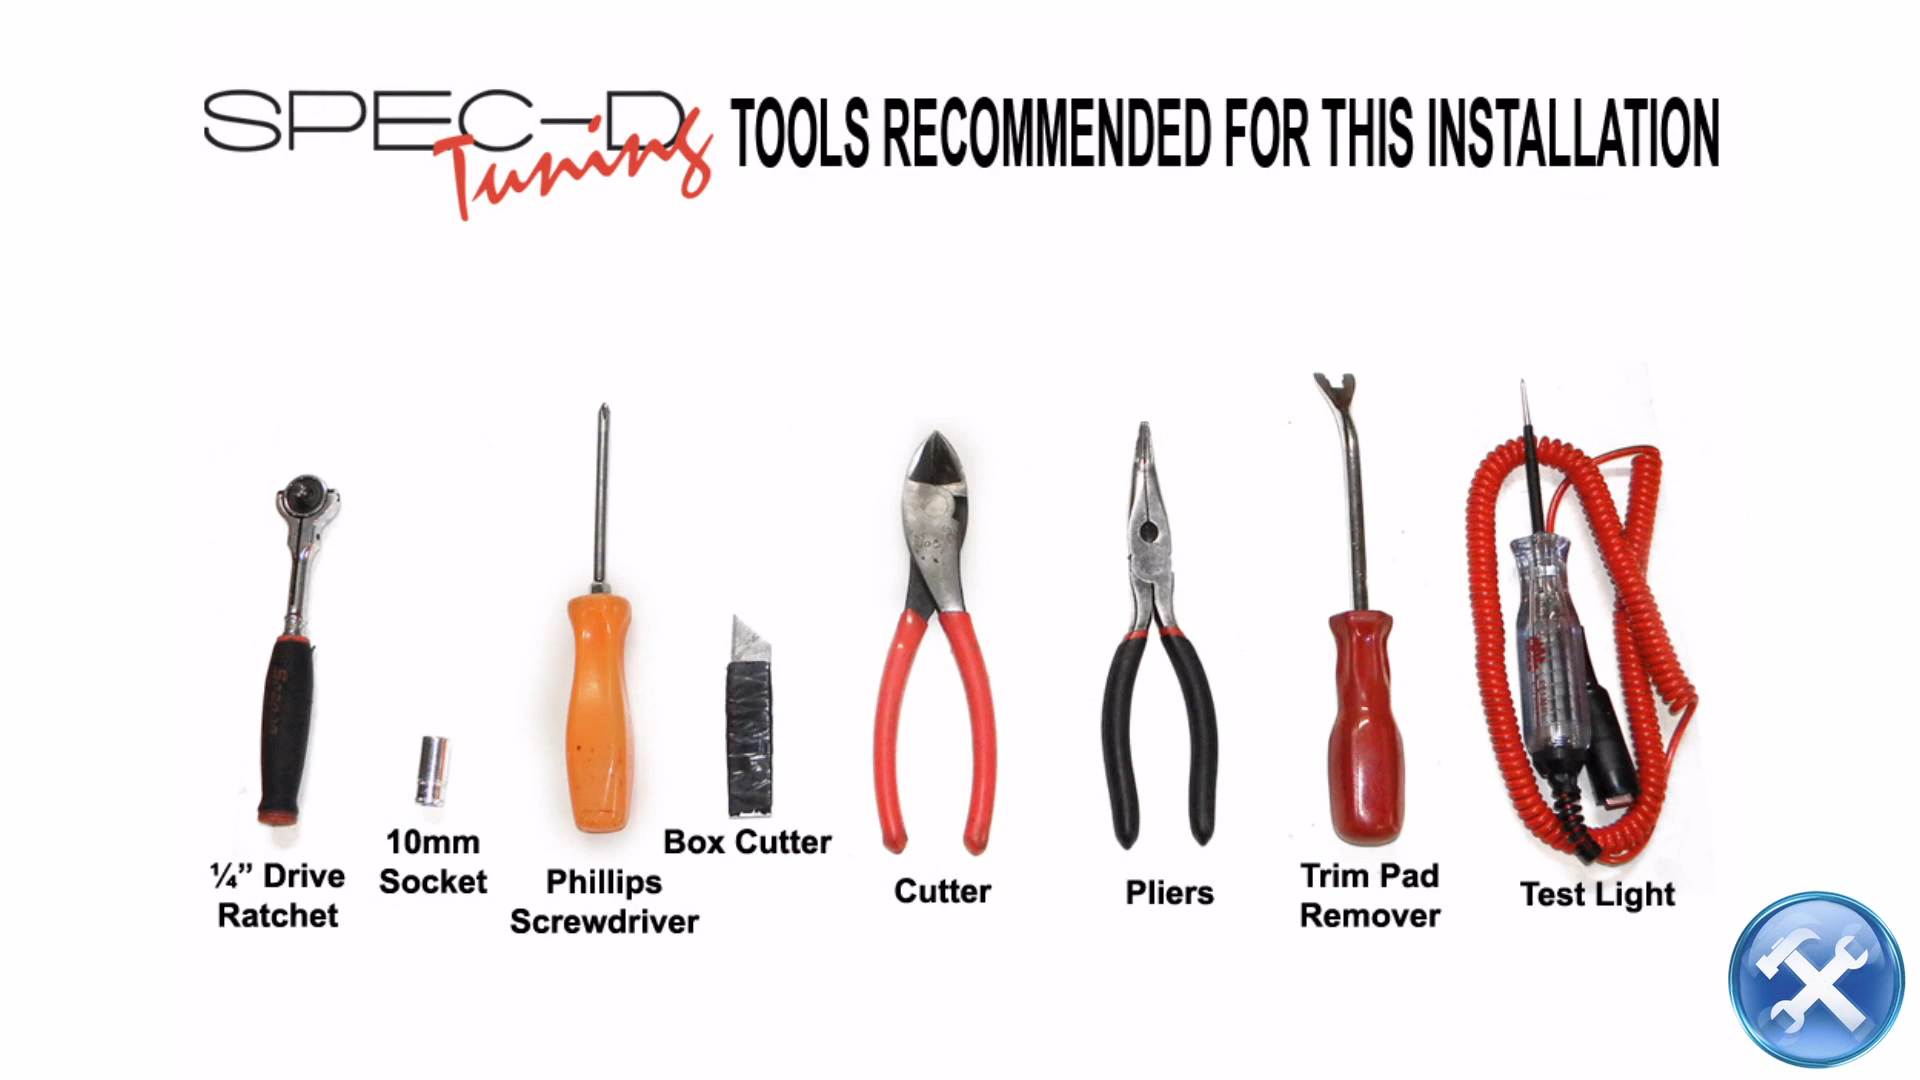 SPEC-D
Tuning
TOOLS RECOMMENDED FOR THIS INSTALLATION
¼” Drive
Ratchet
10mm
Socket
Phillips
Screwdriver
Box Cutter
Cutter
Pliers
Trim Pad
Remover
Test Light